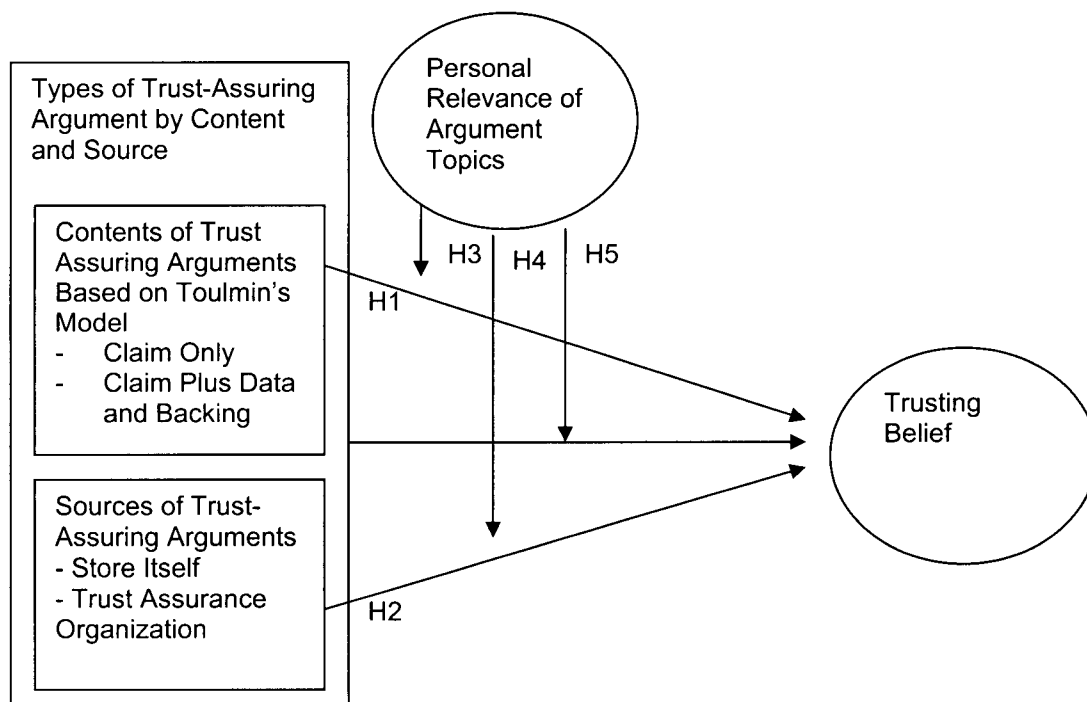 Types of Trust-Assuring
Argument by Content
and Source
Contents of Trust
Assuring Arguments
Based on Toulmin's
Model
- Claim Only
- Claim Plus Data
and Backing
Sources of Trust-
Assuring Arguments
- Store Itself
- Trust Assurance
Organization
Personal
Relevance of
Argument
Topics
H3
H4
H5
H1
H2
Trusting
Belief